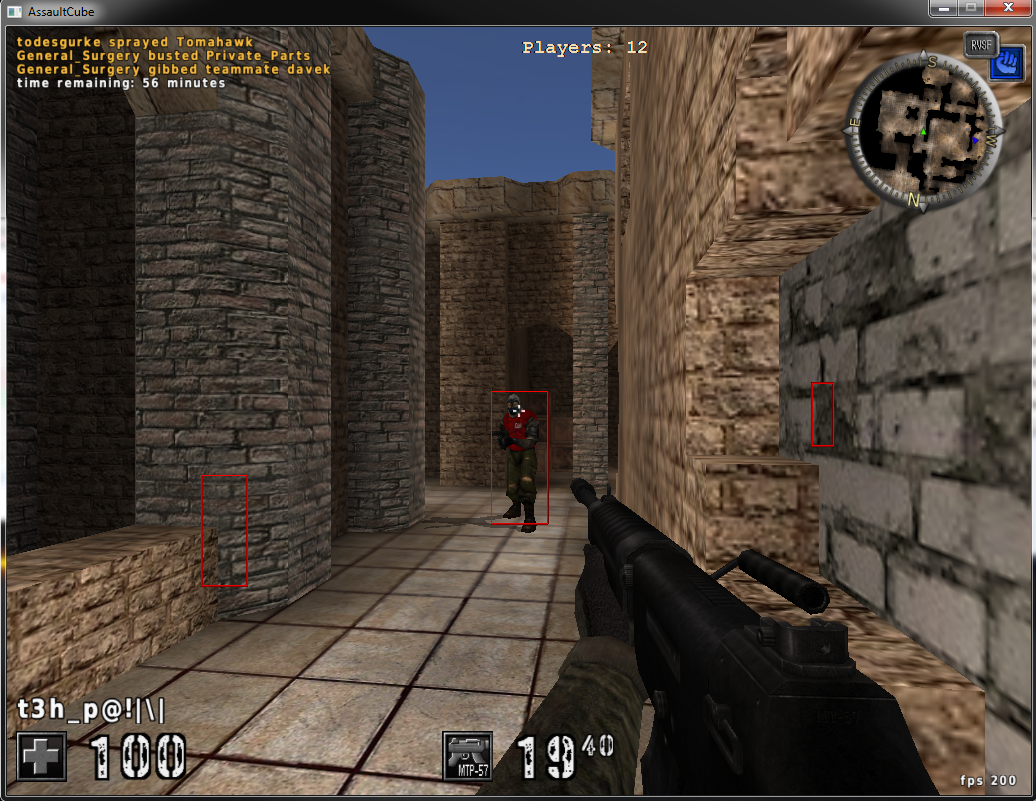 AssaultCube
todesgurke sprayed Tomahawk
General_Surgery busted Private_Parts
General_Surgery gibbed teammate davek
time remaining: 56 minutes
Players: 12
RVSF
S
E
W
N
t3h_p@!|\|
100
MTP-57
19 40
fps 200